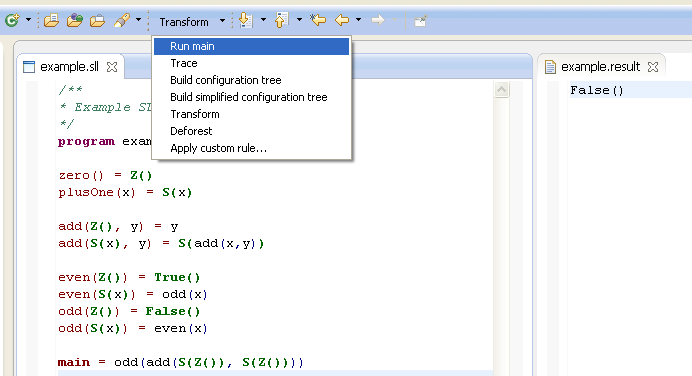 Transform
Run main
Trace
Build configuration tree
Build simplified configuration tree
Transform
Deforest
Apply custom rule...
example.sll
/**
* Example SL
*/
program exam
zero() = Z()
plusOne(x) = S(x)
add(Z(), y) = y
add(S(x), y) = S(add(x,y))
even(Z()) = True()
even(S(x)) = odd(x)
odd(Z()) = False()
odd(S(x)) = even(x)
main = odd(add(S(Z()), S(Z())))
example.result
False()